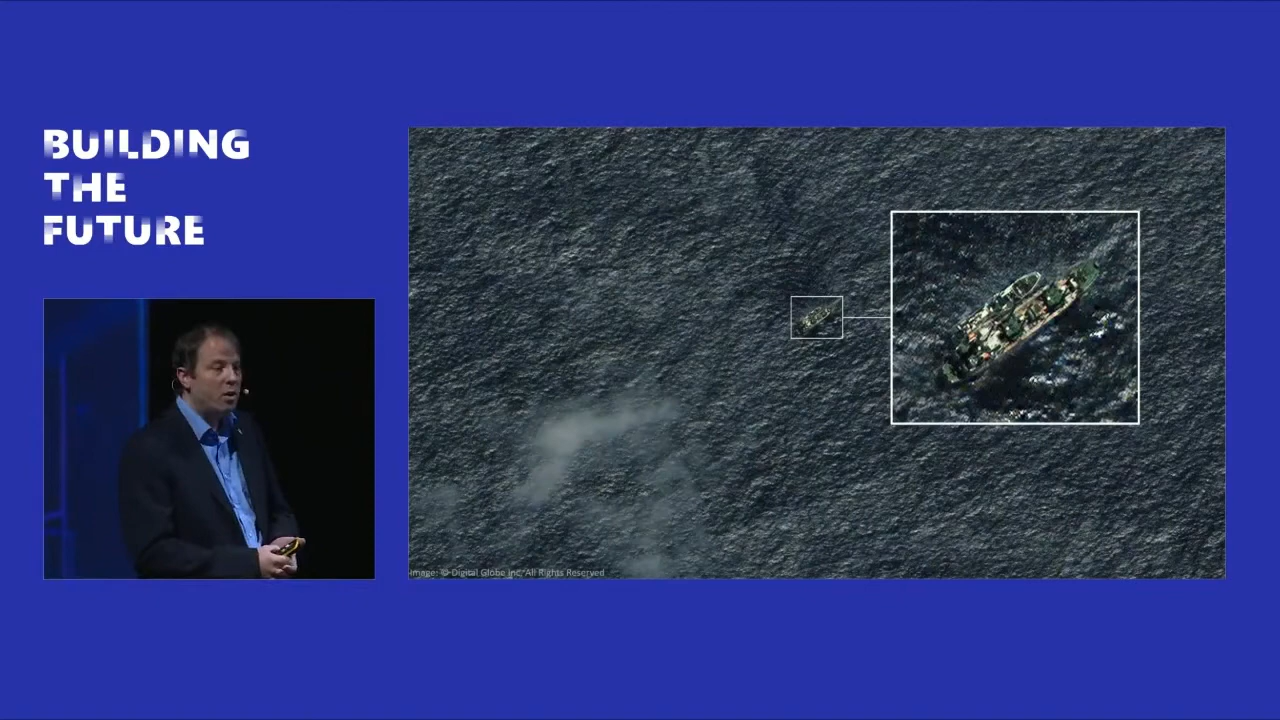 BUILDING
THE
FUTURE
Image: © Digital Globe Inc. All Rights Reserved